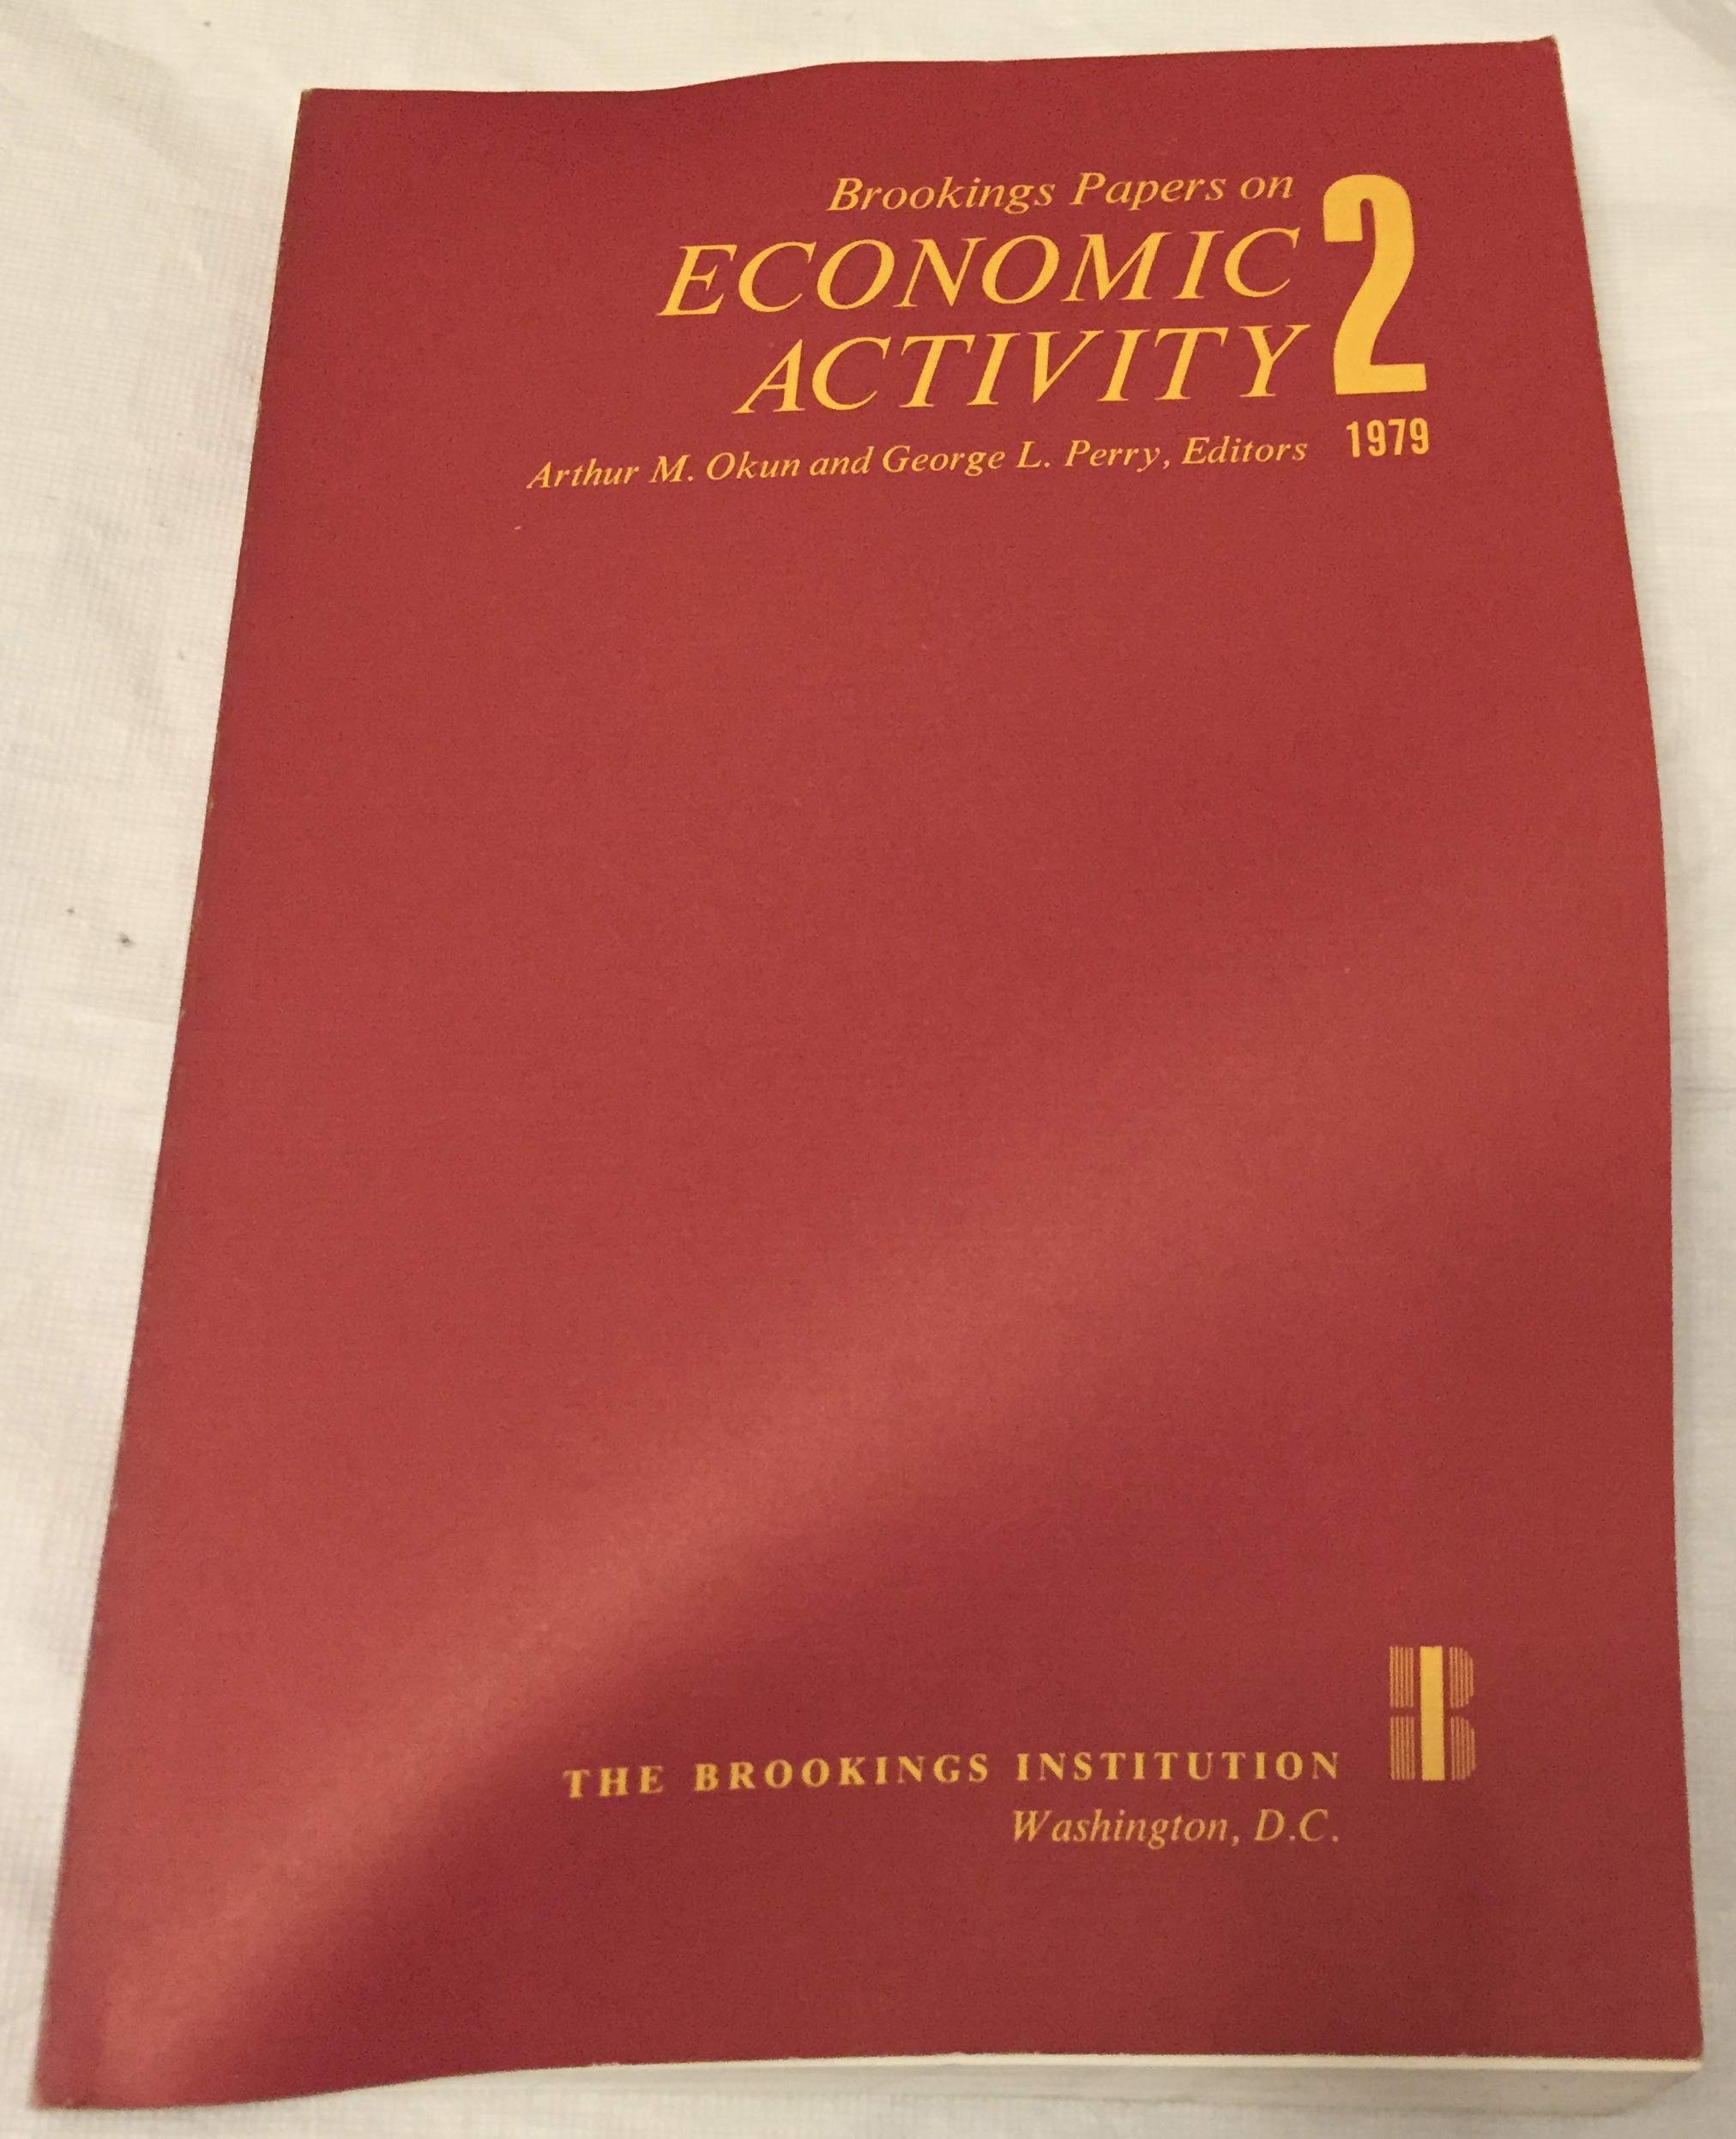 Brookings Papers on
ECONOMIC
ACTIVITY
2
1979
Arthur M. Okun and George L. Perry, Editors
THE BROOKINGS INSTITUTION
Washington, D.C.
B